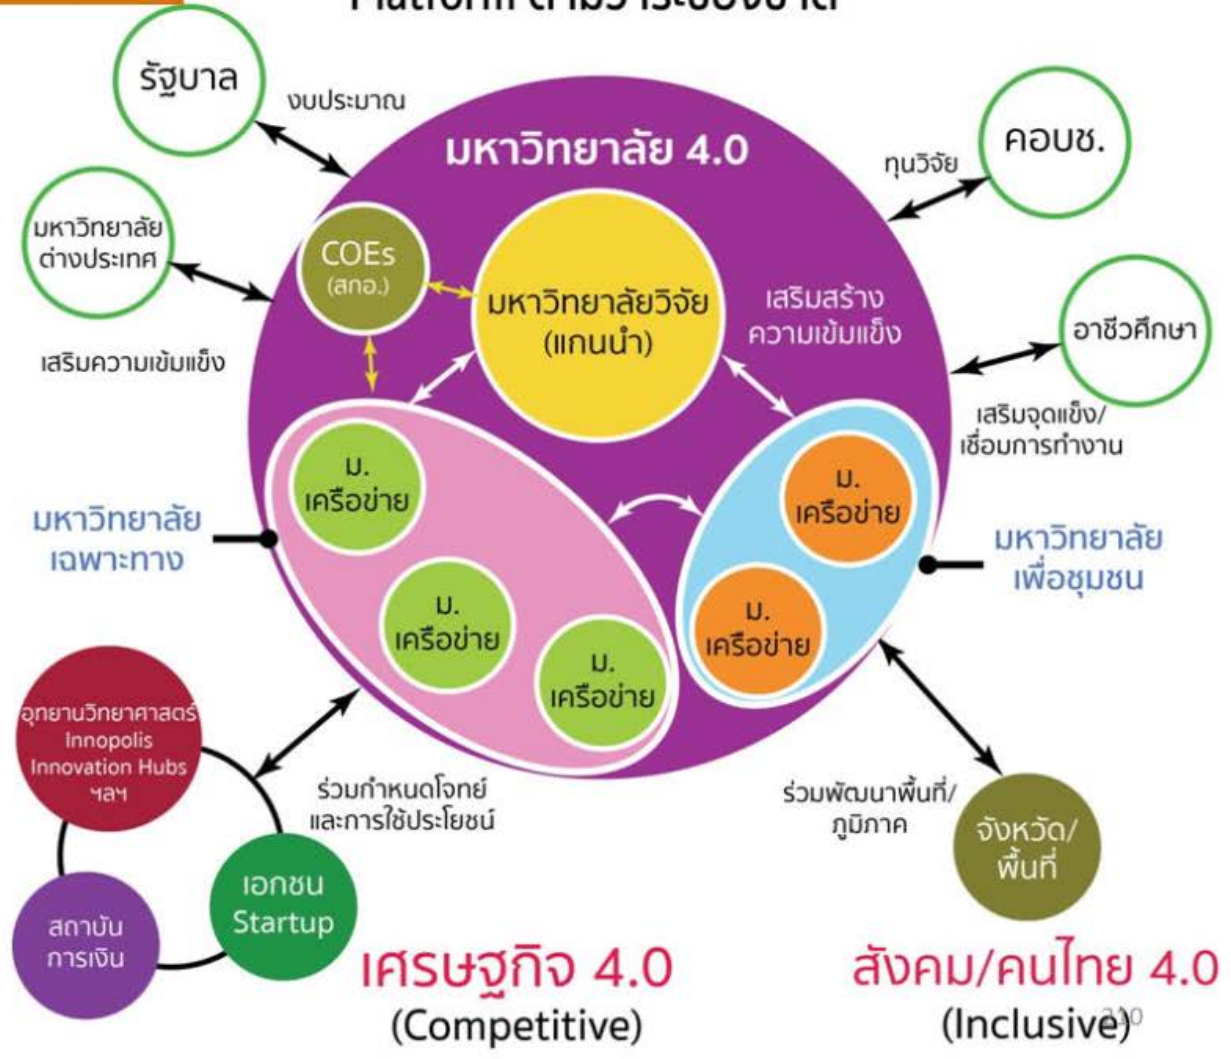 Platform ตามวาระของชาติ
รัฐบาล
งบประมาณ
มหาวิทยาลัย 4.0
คอบช.
ทุนวิจัย
มหาวิทยาลัย
ต่างประเทศ
COEs
(สกอ.)
มหาวิทยาลัยวิจัย
(แกนนำ)
เสริมสร้าง
ความเข้มแข็ง
อาชีวศึกษา
เสริมความเข้มแข็ง
เสริมจุดแข็ง/
เชื่อมการทำงาน
ม.
เครือข่าย
ม.
เครือข่าย
ม.
เครือข่าย
ม.
เครือข่าย
ม.
เครือข่าย
มหาวิทยาลัย
เฉพาะทาง
มหาวิทยาลัย
เพื่อชุมชน
อุทยานวิทยาศาสตร์
Innopolis
Innovation Hubs
ฯลฯ
ร่วมกำหนดโจทย์
และการใช้ประโยชน์
ร่วมพัฒนาพื้นที่/
ภูมิภาค
จังหวัด/
พื้นที่
เอกชน
Startup
สถาบัน
การเงิน
เศรษฐกิจ 4.0
(Competitive)
สังคม/คนไทย 4.0
(Inclusive)